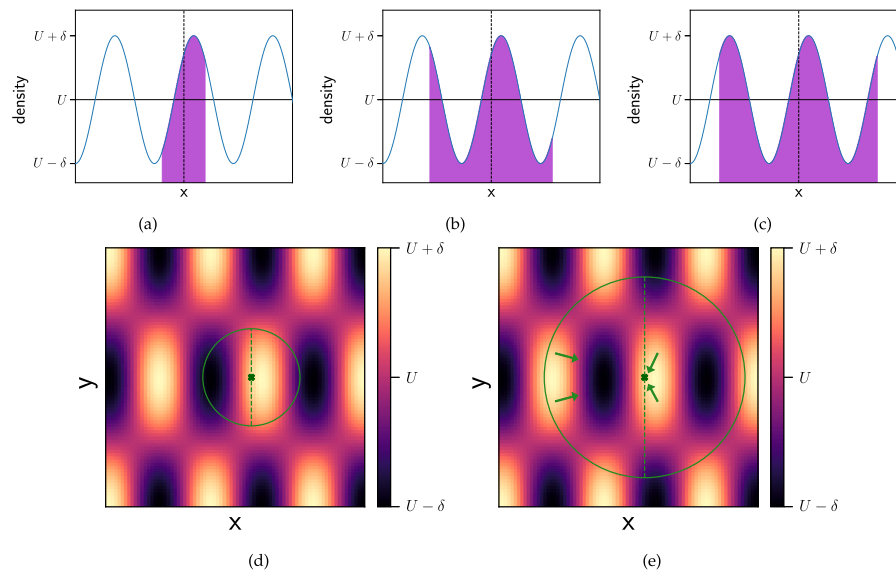 U + δ
U
U − δ
density
x
(a)
U + δ
U
U − δ
density
x
(b)
U + δ
U
U − δ
density
x
(c)
y
x
U + δ
U
U − δ
(d)
y
x
U + δ
U
U − δ
(e)